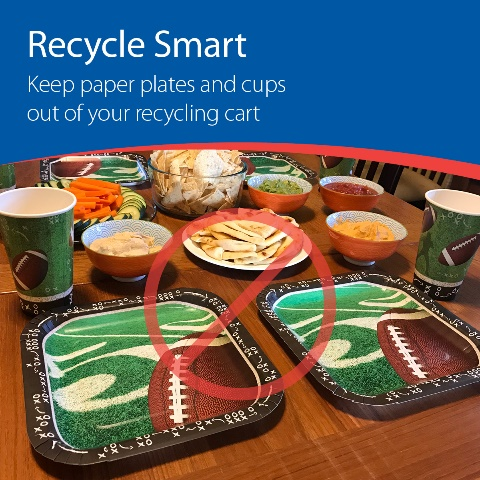 Recycle Smart
Keep paper plates and cups
out of your recycling cart